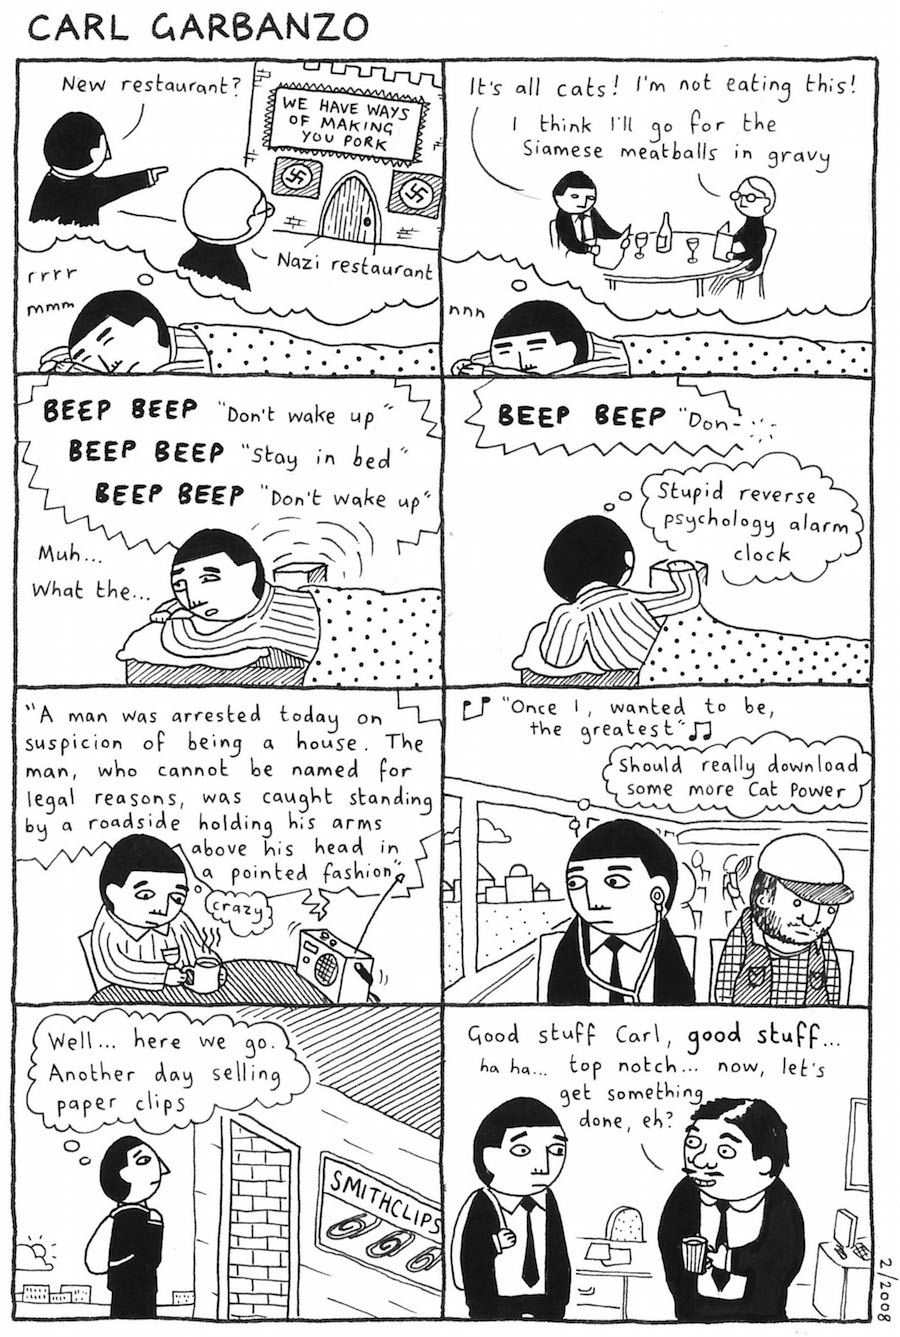 CARL GARBANZO
New restaurant?
WE HAVE WAYS
OF MAKING
YOU PORK
Nazi restaurant
rrrr
mmm
It's all cats! I'm not eating this!
I think I'll go for the
Siamese meatballs in gravy
nnn
BEEP BEEP "Don't wake up"
BEEP BEEP "Stay in bed"
BEEP BEEP "Don't wake up"
Muh...
What the...
BEEP BEEP "Don-
Stupid reverse
psychology alarm
clock
"A man was arrested today on
suspicion of being a house. The
man, who cannot be named for
legal reasons, was caught standing
by a roadside holding his arms
above his head in
a pointed fashion"
crazy
"Once I, wanted to be,
the greatest"
Should really download
some more Cat Power
Well... here we go.
Another day selling
paper clips
SMITHCLIPS
Good stuff Carl, good stuff...
ha ha... top notch... now, let's
get something
done, eh?
2/2008